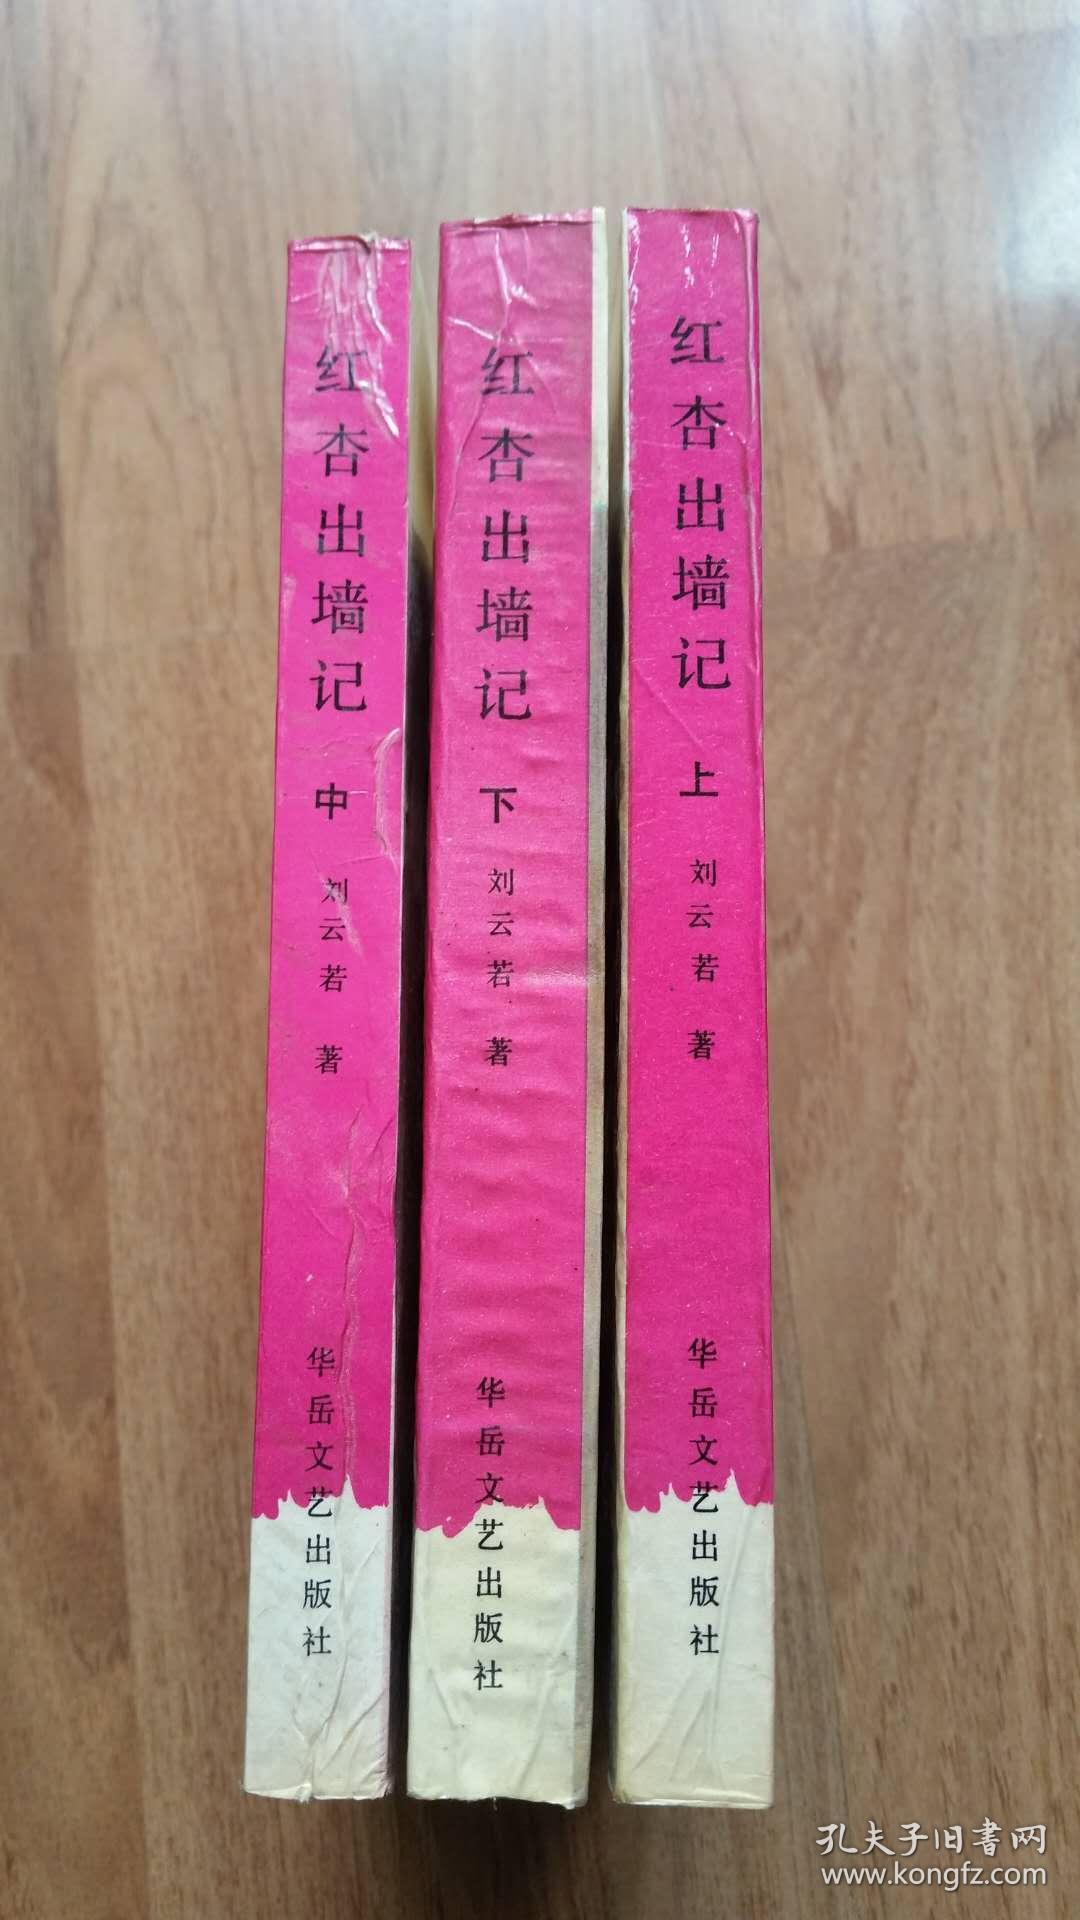 红杏出墙记 中 刘云若 著 华岳文艺出版社
红杏出墙记 下 刘云若 著 华岳文艺出版社
红杏出墙记 上 刘云若 著 华岳文艺出版社
孔夫子旧書网
www.kongfz.com